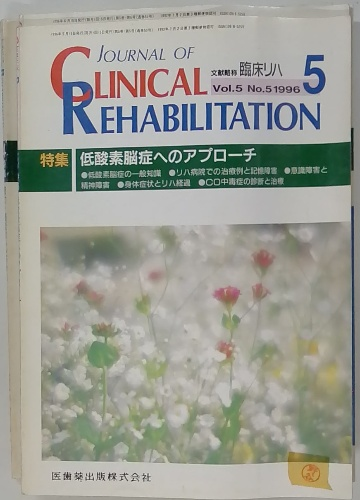 JOURNAL OF
文献略称 臨床リハ
CLINICAL
Vol.5 No.5 1996
5
REHABILITATION
特集 低酸素脳症へのアプローチ
●低酸素脳症の一般知識 ●リハ病院での治療例と記憶障害 ●意識障害と
精神障害 ●身体症状とリハ経過 ●CO中毒症の診断と治療
医歯薬出版株式会社